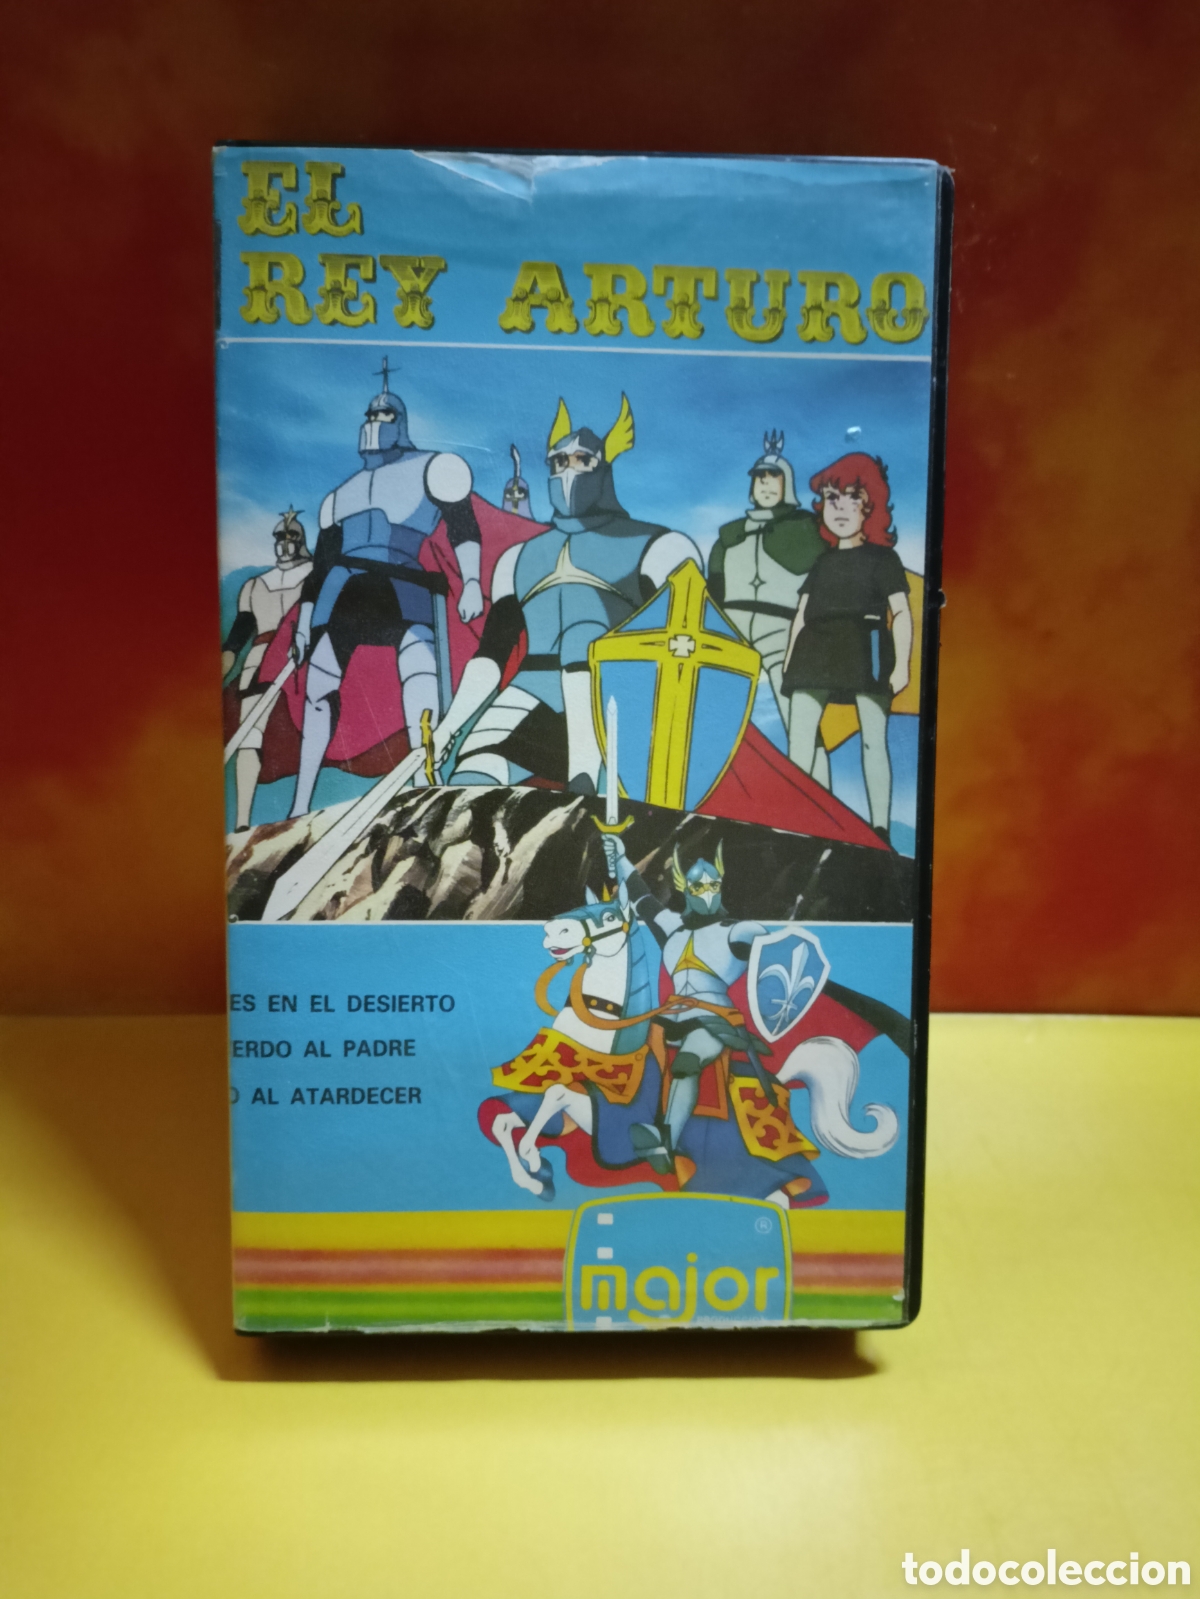 EL
REY ARTURO
ES EN EL DESIERTO
ERDO AL PADRE
O AL ATARDECER
®
major
todocoleccion